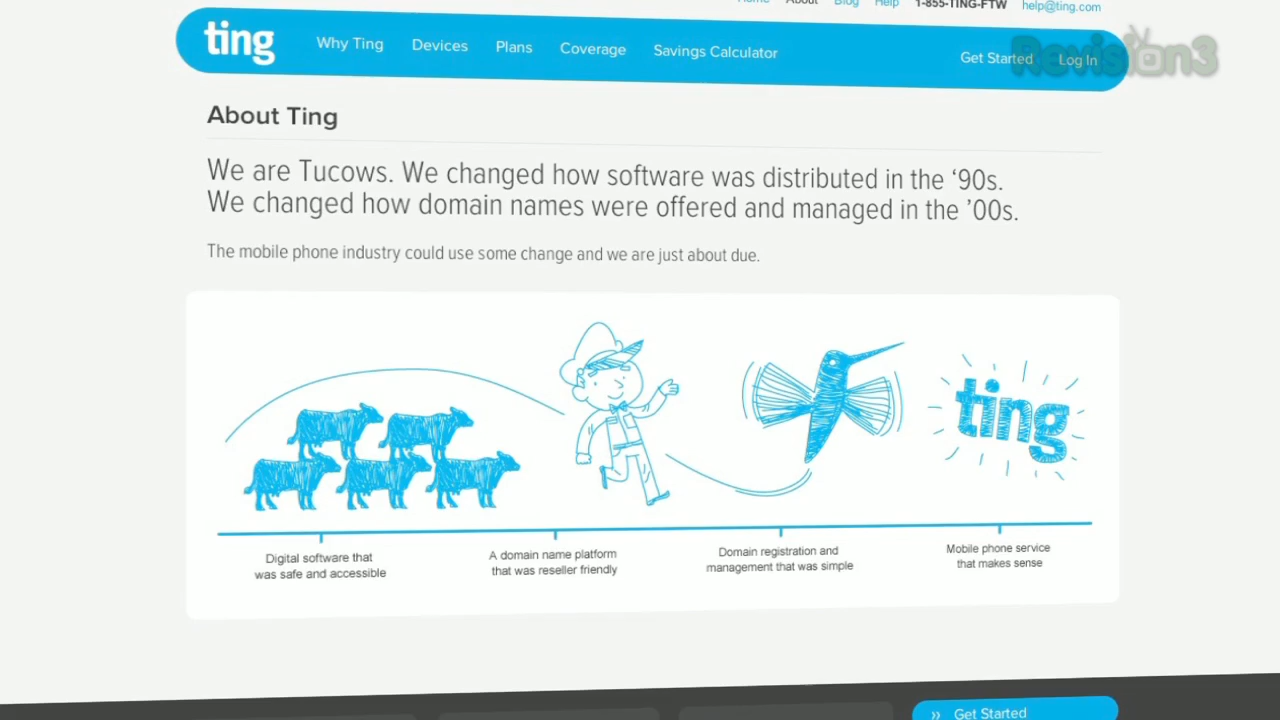 Home About Blog Help 1-855-TING-FTW help@ting.com
ting Why Ting Devices Plans Coverage Savings Calculator Get Started Log In
Revision3
About Ting
We are Tucows. We changed how software was distributed in the ‘90s.
We changed how domain names were offered and managed in the ’00s.
The mobile phone industry could use some change and we are just about due.
ting
Digital software that
was safe and accessible
A domain name platform
that was reseller friendly
Domain registration and
management that was simple
Mobile phone service
that makes sense
» Get Started